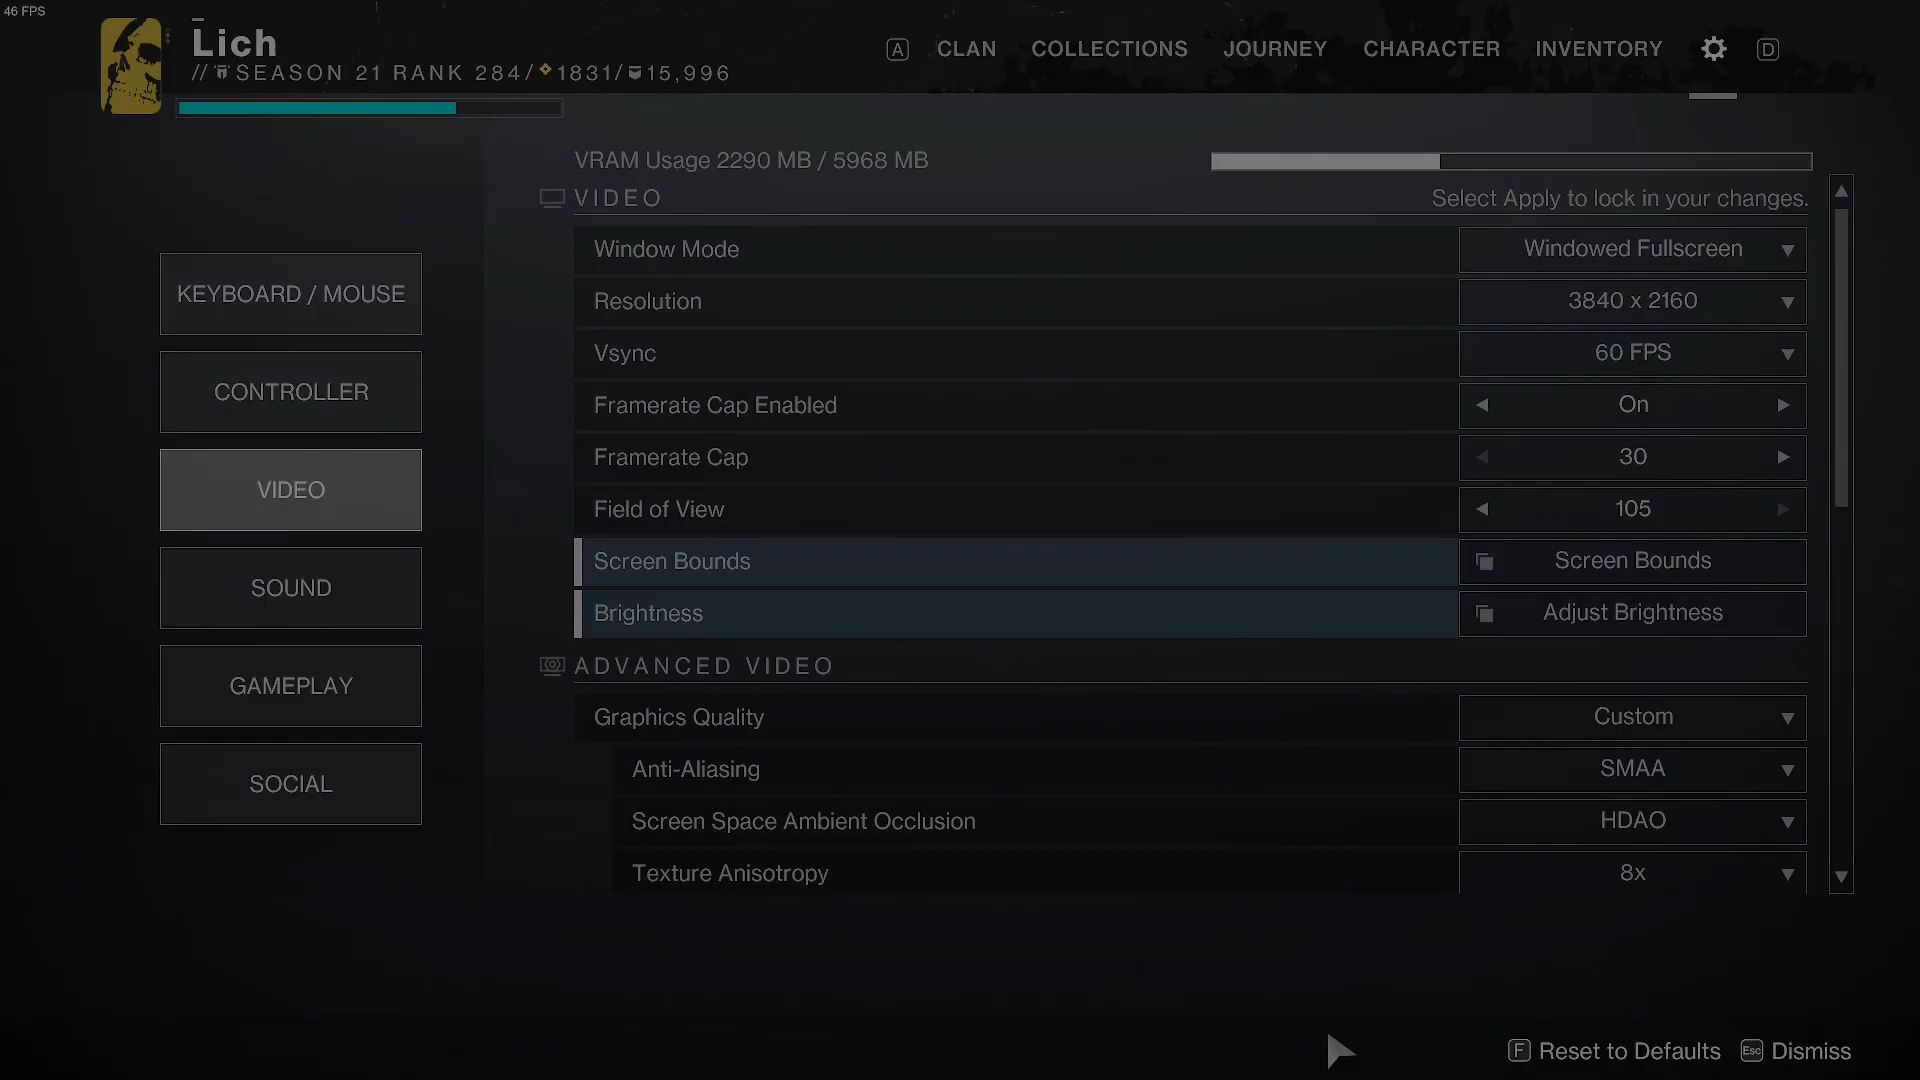 46 FPS
Lich
// SEASON 21 RANK 284/ 1831/ 15,996
A CLAN COLLECTIONS JOURNEY CHARACTER INVENTORY D
VRAM Usage 2290 MB / 5968 MB
VIDEO
Select Apply to lock in your changes.
Window Mode Windowed Fullscreen
Resolution 3840 x 2160
Vsync 60 FPS
Framerate Cap Enabled On
Framerate Cap 30
Field of View 105
Screen Bounds Screen Bounds
Brightness Adjust Brightness
ADVANCED VIDEO
Graphics Quality Custom
Anti-Aliasing SMAA
Screen Space Ambient Occlusion HDAO
Texture Anisotropy 8x
KEYBOARD / MOUSE
CONTROLLER
VIDEO
SOUND
GAMEPLAY
SOCIAL
F Reset to Defaults Esc Dismiss